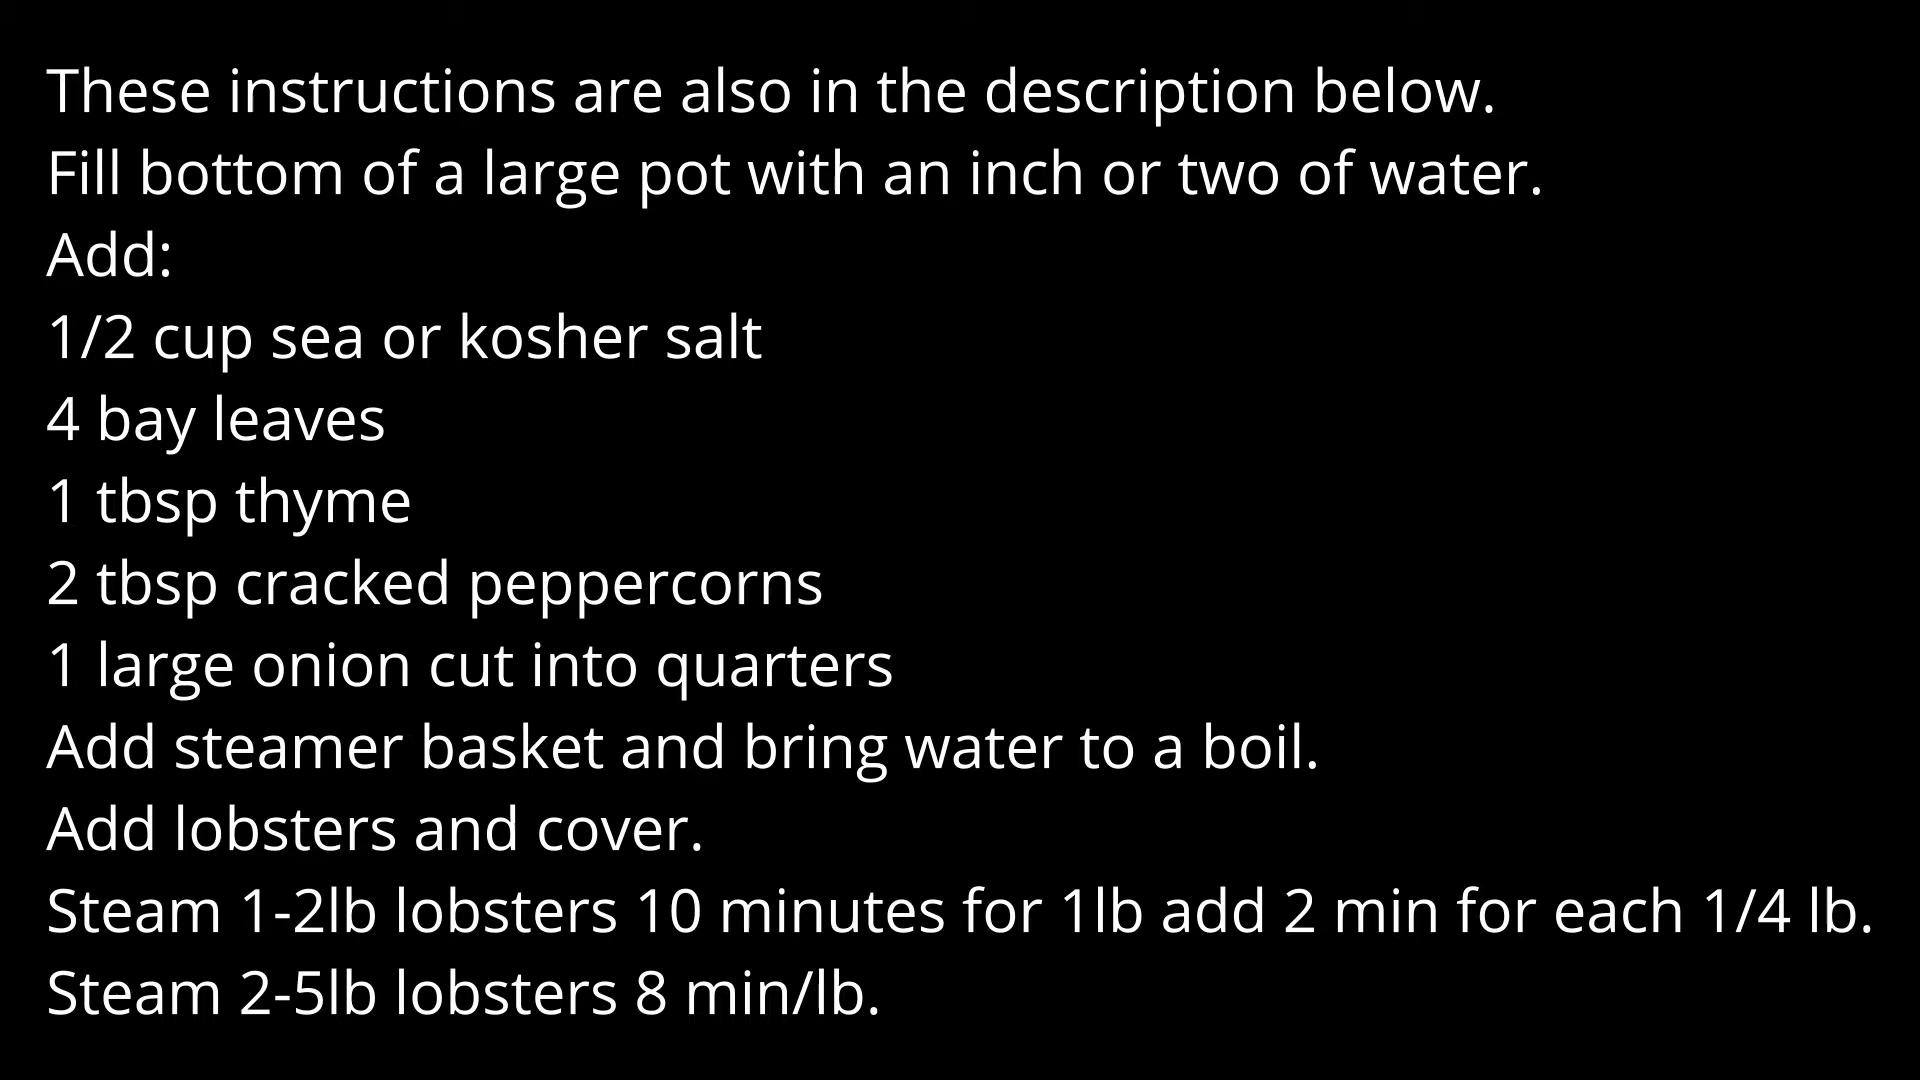 These instructions are also in the description below.
Fill bottom of a large pot with an inch or two of water.
Add:
1/2 cup sea or kosher salt
4 bay leaves
1 tbsp thyme
2 tbsp cracked peppercorns
1 large onion cut into quarters
Add steamer basket and bring water to a boil.
Add lobsters and cover.
Steam 1-2lb lobsters 10 minutes for 1lb add 2 min for each 1/4 lb.
Steam 2-5lb lobsters 8 min/lb.